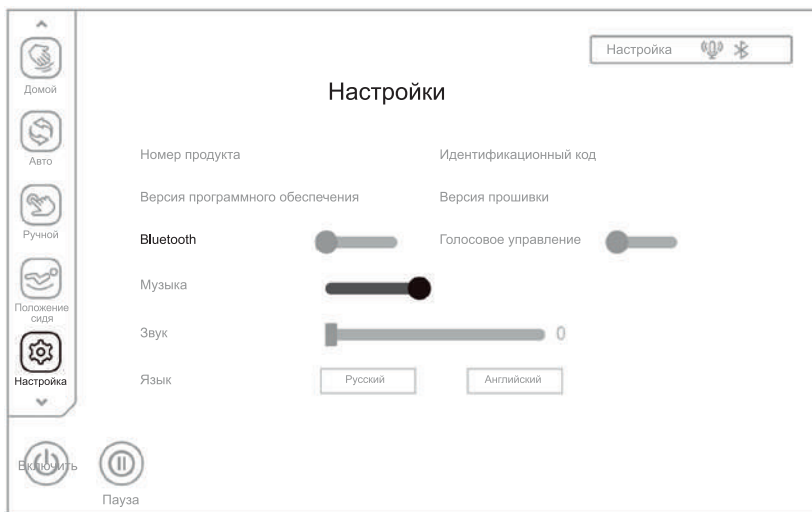 Домой
Авто
Ручной
Положение
сидя
Настройка
Включить
Пауза
Настройка
Настройки
Номер продукта
Идентификационный код
Версия программного обеспечения
Версия прошивки
Bluetooth
Голосовое управление
Музыка
Звук
0
Язык
Русский
Английский